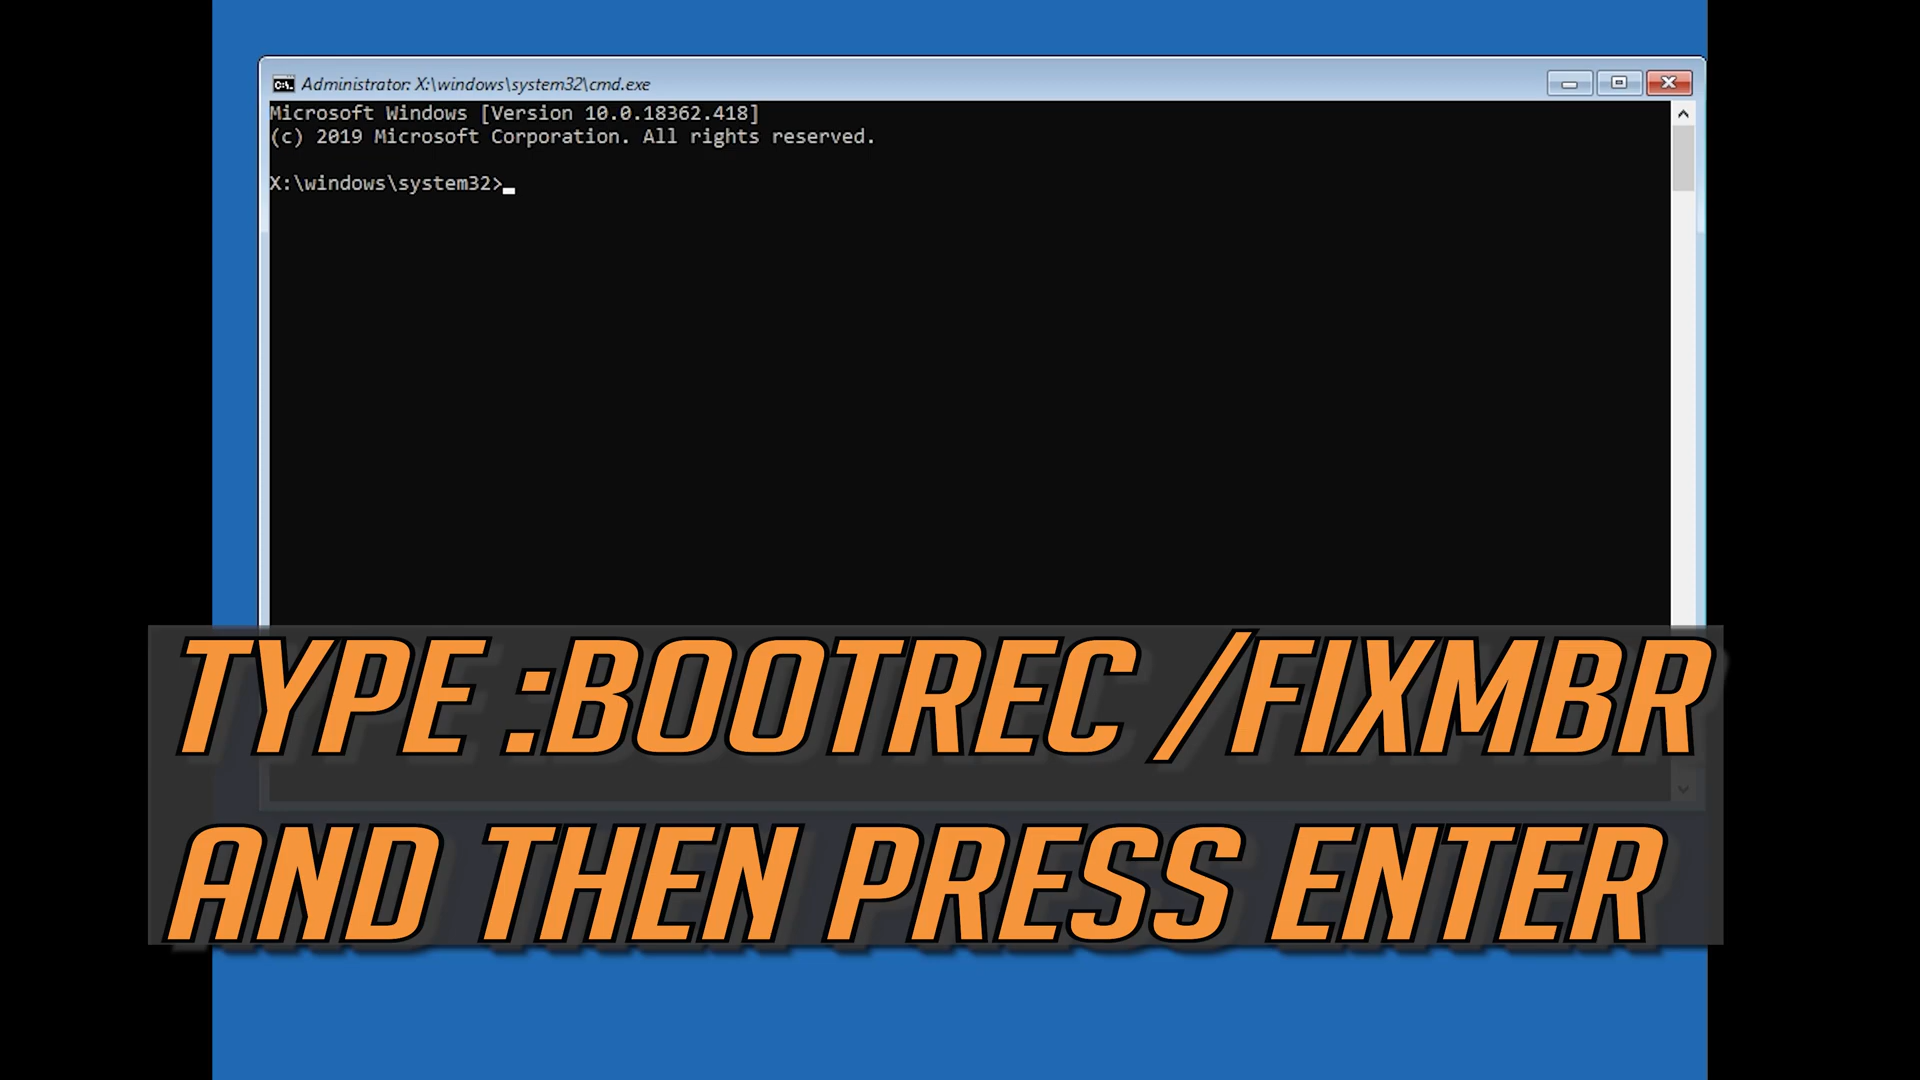 Administrator: X:\windows\system32\cmd.exe
Microsoft Windows [Version 10.0.18362.418]
(c) 2019 Microsoft Corporation. All rights reserved.
X:\windows\system32>
TYPE :BOOTREC /FIXMBR
AND THEN PRESS ENTER